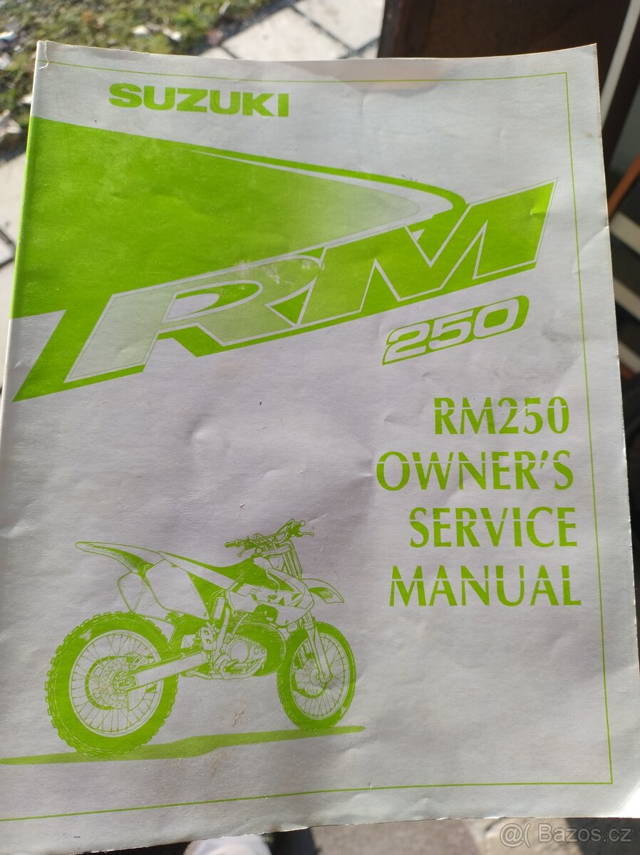 SUZUKI
RM
250
RM250
OWNER'S
SERVICE
MANUAL
@( Bazos.cz